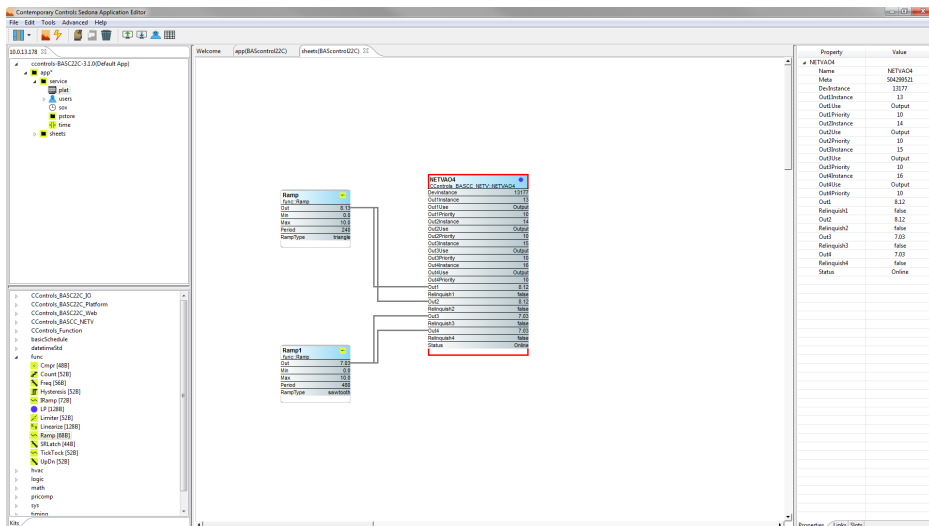 Contemporary Controls Sedona Application Editor
File Edit Tools Advanced Help
10.0.13.178
ccontrols-BASC22C-3.1.0(Default App)
app*
service
plat
users
sox
pstore
time
sheets
CControls_BASC22C_IO
CControls_BASC22C_Platform
CControls_BASC22C_Web
CControls_BASCC_NETV
CControls_Function
basicSchedule
datetimeStd
func
Cmpr [48B]
Count [52B]
Freq [56B]
Hysteresis [52B]
IRamp [72B]
LP [128B]
Limiter [52B]
Linearize [128B]
Ramp [68B]
SRLatch [44B]
TickTock [52B]
UpDn [52B]
hvac
logic
math
pricomp
sys
timing
Kits
Welcome app(BAScontrol22C) sheets(BAScontrol22C)
Ramp
func::Ramp
Out 8.13
Min 0.0
Max 10.0
Period 240
RampType triangle
Ramp1
func::Ramp
Out 7.03
Min 0.0
Max 10.0
Period 480
RampType sawtooth
NETVAO4
CControls_BASCC_NETV::NETVAO4
DevInstance 13177
Out1Instance 13
Out1Use Output
Out1Priority 10
Out2Instance 14
Out2Use Output
Out2Priority 10
Out3Instance 15
Out3Use Output
Out3Priority 10
Out4Instance 16
Out4Use Output
Out4Priority 10
Out1 8.12
Relinquish1 false
Out2 8.12
Relinquish2 false
Out3 7.03
Relinquish3 false
Out4 7.03
Relinquish4 false
Status Online
Property Value
NETVAO4
Name NETVAO4
Meta 504299521
DevInstance 13177
Out1Instance 13
Out1Use Output
Out1Priority 10
Out2Instance 14
Out2Use Output
Out2Priority 10
Out3Instance 15
Out3Use Output
Out3Priority 10
Out4Instance 16
Out4Use Output
Out4Priority 10
Out1 8.12
Relinquish1 false
Out2 8.12
Relinquish2 false
Out3 7.03
Relinquish3 false
Out4 7.03
Relinquish4 false
Status Online
Properties Links Slots